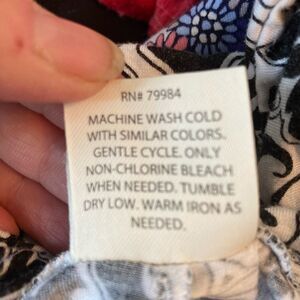 RN# 79984
MACHINE WASH COLD
WITH SIMILAR COLORS.
GENTLE CYCLE. ONLY
NON-CHLORINE BLEACH
WHEN NEEDED. TUMBLE
DRY LOW. WARM IRON AS
NEEDED.